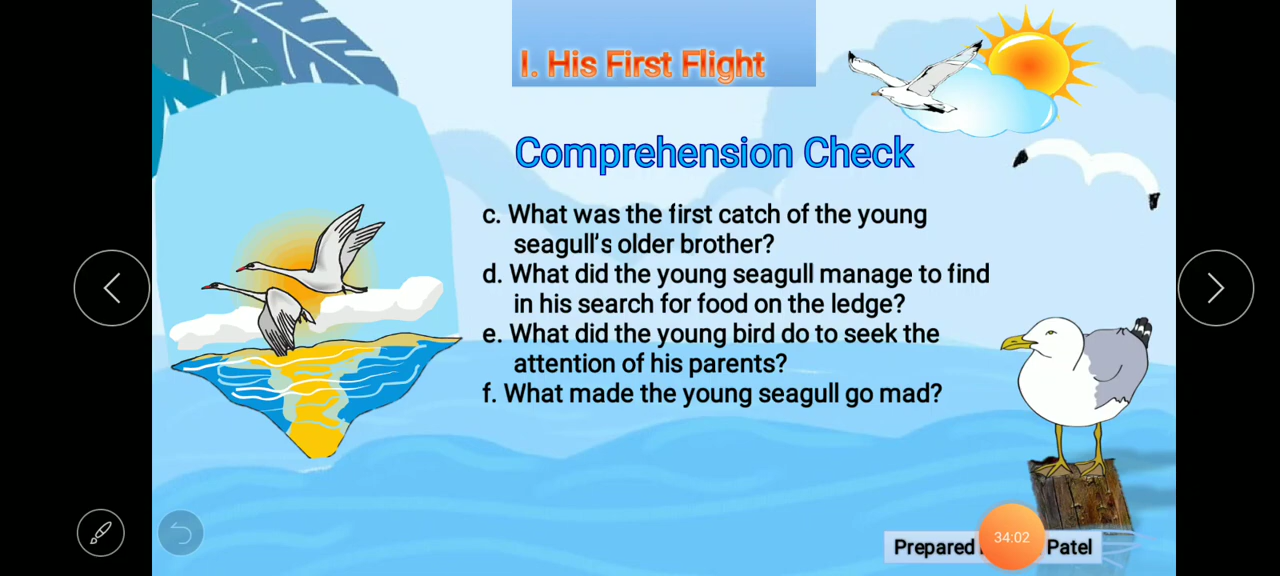 I. His First Flight
Comprehension Check
c. What was the first catch of the young
seagull's older brother?
d. What did the young seagull manage to find
in his search for food on the ledge?
e. What did the young bird do to seek the
attention of his parents?
f. What made the young seagull go mad?
34:02
Prepared Patel